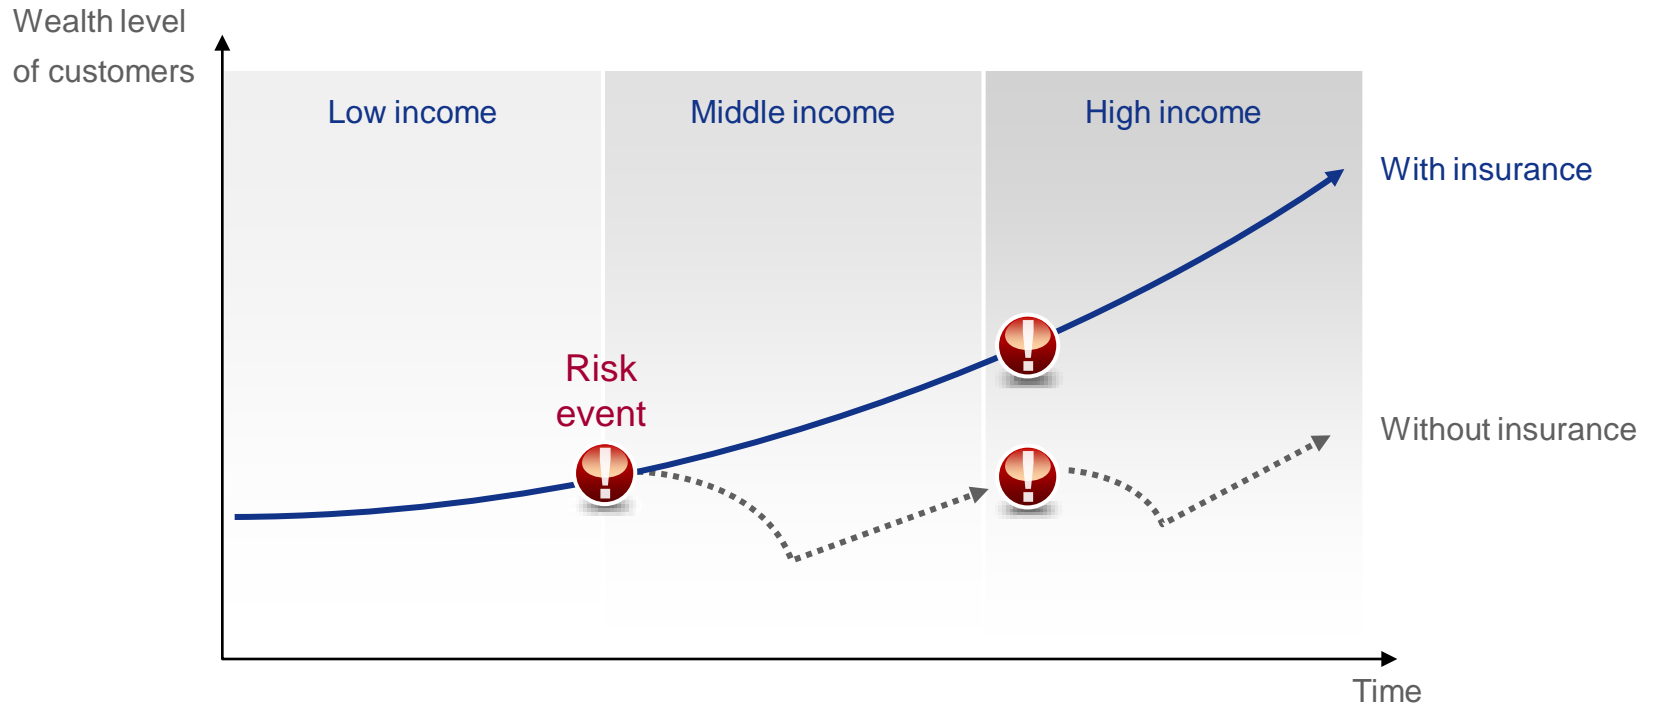 Wealth level
of customers
Low income
Middle income
High income
With insurance
Risk
event
Without insurance
Time